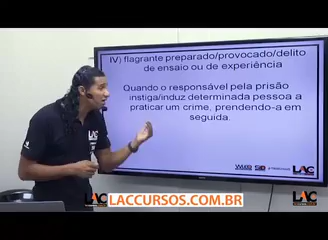 IV) flagrante preparado/provocado/delito
de ensaio ou de experiência
Quando o responsável pela prisão
instiga/induz determinada pessoa a
praticar um crime, prendendo-a em
seguida.
LAC
LAC
LACCURSOS.COM.BR
LAC